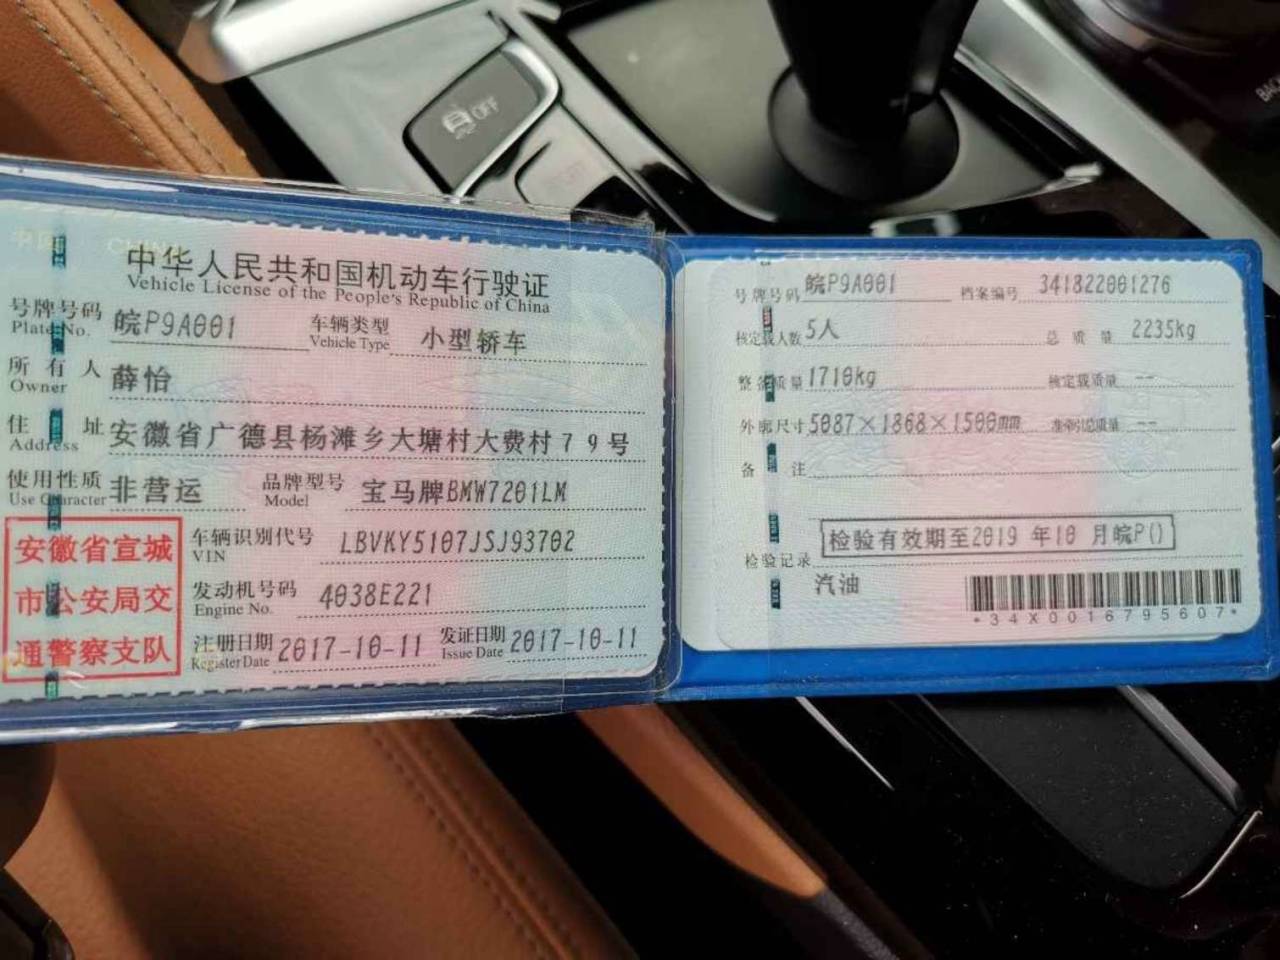 OFF
BAC
中国 CHINA
中华人民共和国机动车行驶证
Vehicle License of the People's Republic of China
号牌号码 皖P9A001 车辆类型 小型轿车
Plate No. Vehicle Type
所有人 薛怡
Owner
住址 安徽省广德县杨滩乡大塘村大费村79号
Address
使用性质 非营运 品牌型号 宝马牌BMW7201LM
Use Character Model
安徽省宣城
市公安局交
通警察支队
车辆识别代号 LBVKY5107JSJ93702
VIN
发动机号码 4038E221
Engine No.
注册日期 2017-10-11 发证日期 2017-10-11
Register Date Issue Date
号牌号码 皖P9A001 档案编号 341822001276
核定载人数 5人 总质量 2235kg
整备质量 1710kg 核定载质量 --
外廓尺寸 5087×1868×1500mm 准牵引总质量 --
备注
检验有效期至2019 年10 月皖P()
检验记录
汽油
*34X0016795607*